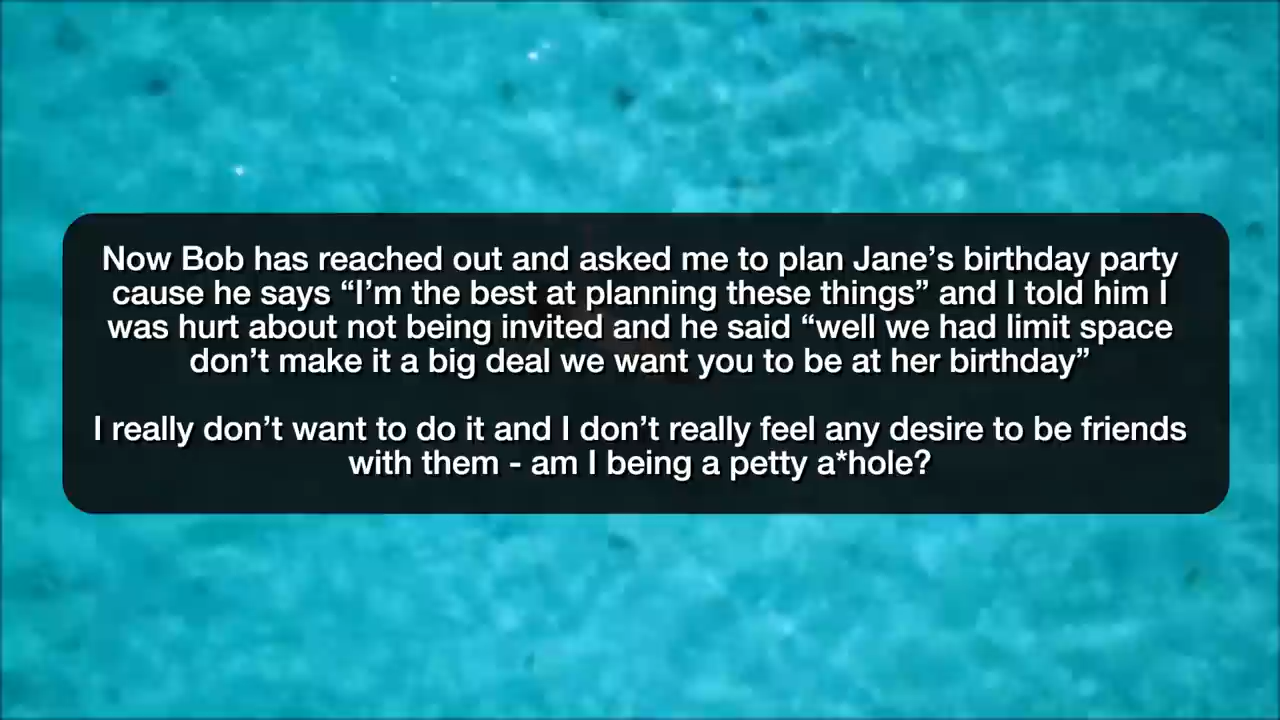 Now Bob has reached out and asked me to plan Jane’s birthday party
cause he says “I’m the best at planning these things” and I told him I
was hurt about not being invited and he said “well we had limit space
don’t make it a big deal we want you to be at her birthday”
I really don’t want to do it and I don’t really feel any desire to be friends
with them - am I being a petty a*hole?